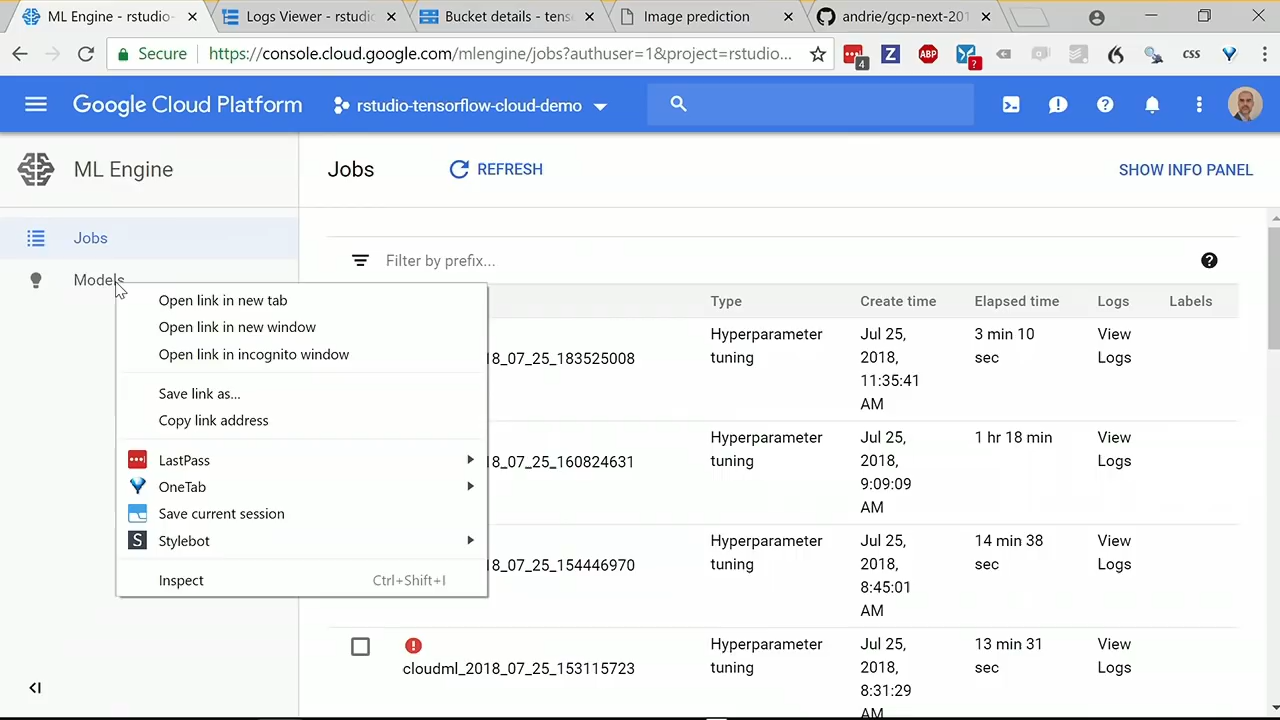 ML Engine - rstudio-
Logs Viewer - rstudio
Bucket details - tens
Image prediction
andrie/gcp-next-201
Secure
https://console.cloud.google.com/mlengine/jobs?authuser=1&project=rstudio...
4
Z
ABP
?
CSS
Google Cloud Platform
rstudio-tensorflow-cloud-demo
ML Engine
Jobs
REFRESH
SHOW INFO PANEL
Jobs
Models
Filter by prefix...
Open link in new tab
Open link in new window
Open link in incognito window
Save link as...
Copy link address
LastPass
OneTab
Save current session
S
Stylebot
Inspect
Ctrl+Shift+I
Type
Create time
Elapsed time
Logs
Labels
18_07_25_183525008
Hyperparameter
tuning
Jul 25,
2018,
11:35:41
AM
3 min 10
sec
View
Logs
18_07_25_160824631
Hyperparameter
tuning
Jul 25,
2018,
9:09:09
AM
1 hr 18 min
View
Logs
18_07_25_154446970
Hyperparameter
tuning
Jul 25,
2018,
8:45:01
AM
14 min 38
sec
View
Logs
cloudml_2018_07_25_153115723
Hyperparameter
tuning
Jul 25,
2018,
8:31:29
AM
13 min 31
sec
View
Logs